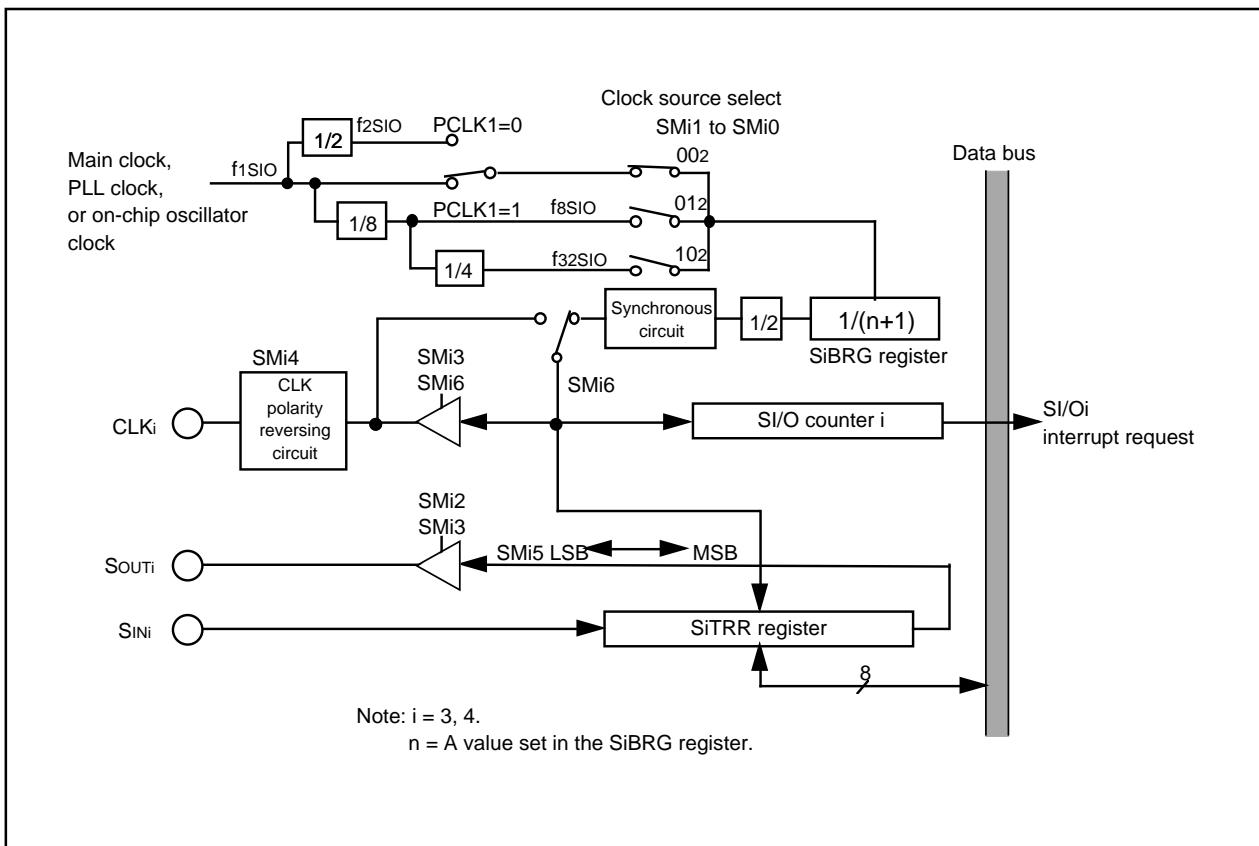 Clock source select
SMi1 to SMi0
1/2
f2SIO
PCLK1=0
002
Data bus
Main clock,
PLL clock,
or on-chip oscillator
clock
f1SIO
1/8
PCLK1=1
f8SIO
012
1/4
f32SIO
102
Synchronous
circuit
1/2
1/(n+1)
SiBRG register
SMi4
CLK
polarity
reversing
circuit
SMi3
SMi6
SMi6
CLKi
SI/O counter i
SI/Oi
interrupt request
SMi2
SMi3
SMi5 LSB
MSB
SOUTi
SINi
SiTRR register
8
Note: i = 3, 4.
n = A value set in the SiBRG register.